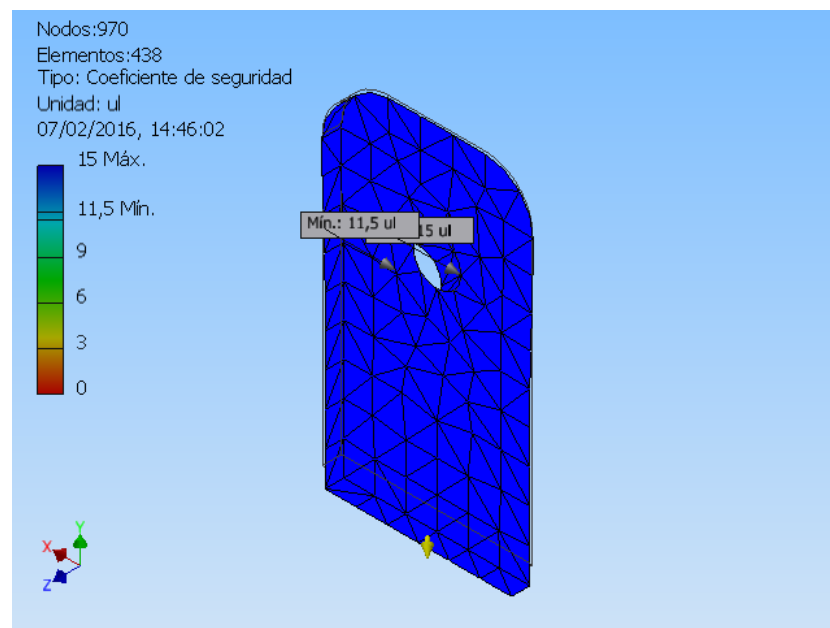 Nodos:970
Elementos:438
Tipo: Coeficiente de seguridad
Unidad: ul
07/02/2016, 14:46:02
15 Máx.
11,5 Mín.
9
6
3
0
Mín.: 11,5 ul
15 ul
Y
X
Z